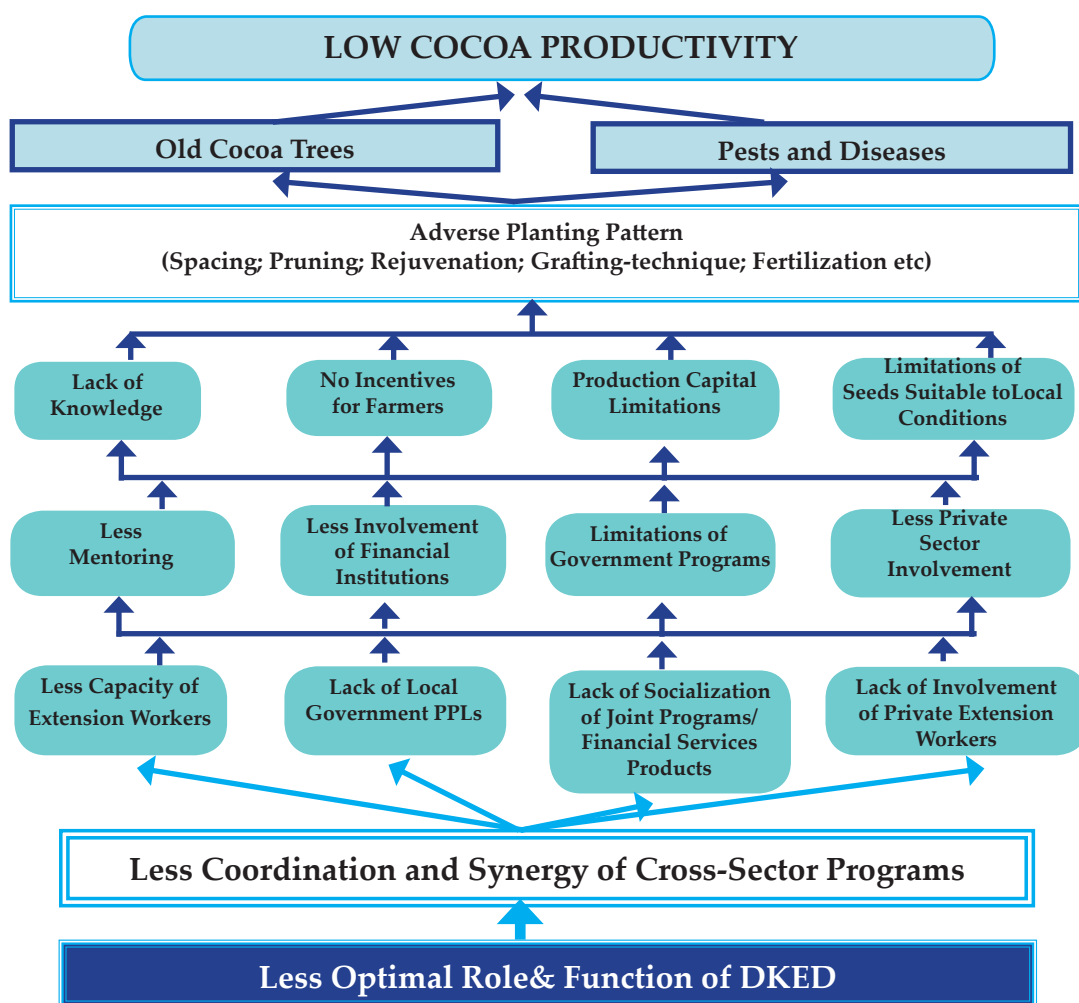 LOW COCOA PRODUCTIVITY
Old Cocoa Trees
Pests and Diseases
Adverse Planting Pattern
(Spacing; Pruning; Rejuvenation; Grafting-technique; Fertilization etc)
Lack of
Knowledge
No Incentives
for Farmers
Production Capital
Limitations
Limitations of
Seeds Suitable toLocal
Conditions
Less
Mentoring
Less Involvement
of Financial
Institutions
Limitations of
Government Programs
Less Private
Sector
Involvement
Less Capacity of
Extension Workers
Lack of Local
Government PPLs
Lack of Socialization
of Joint Programs/
Financial Services
Products
Lack of Involvement
of Private Extension
Workers
Less Coordination and Synergy of Cross-Sector Programs
Less Optimal Role& Function of DKED